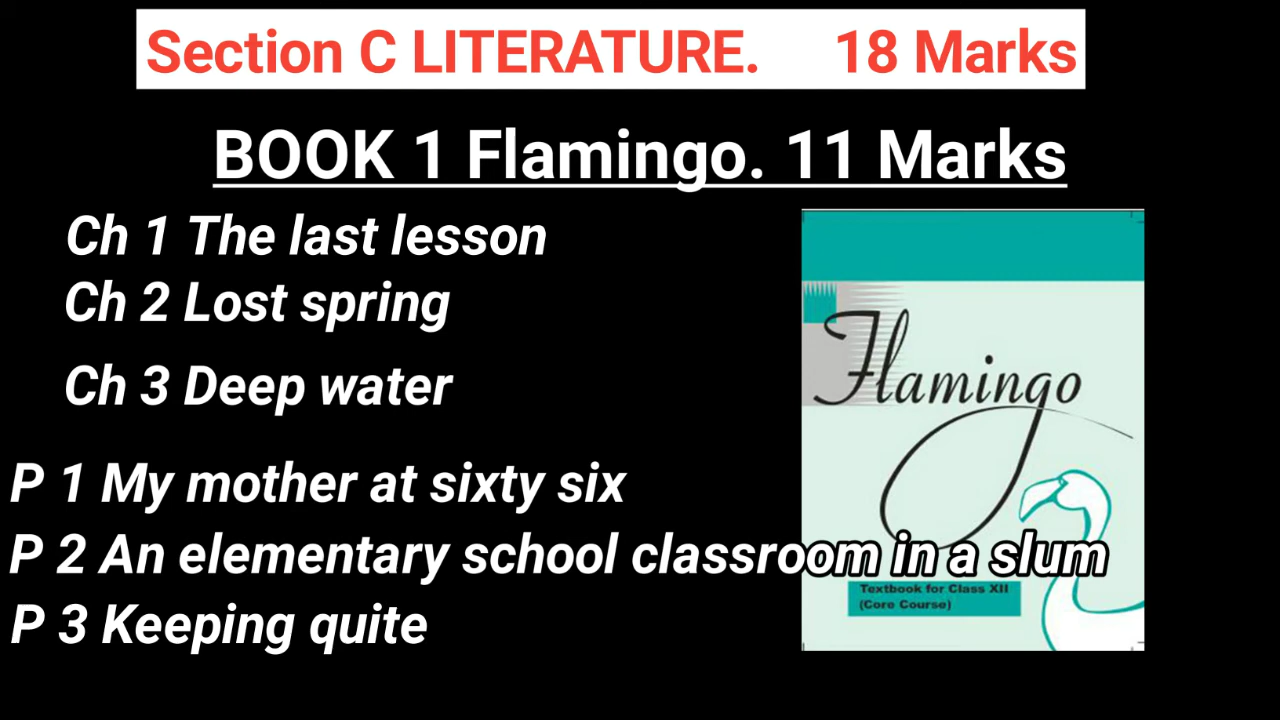 Section C LITERATURE. 18 Marks
BOOK 1 Flamingo. 11 Marks
Ch 1 The last lesson
Ch 2 Lost spring
Ch 3 Deep water
Flamingo
P 1 My mother at sixty six
P 2 An elementary school classroom in a slum
Textbook for Class XII
(Core Course)
P 3 Keeping quite